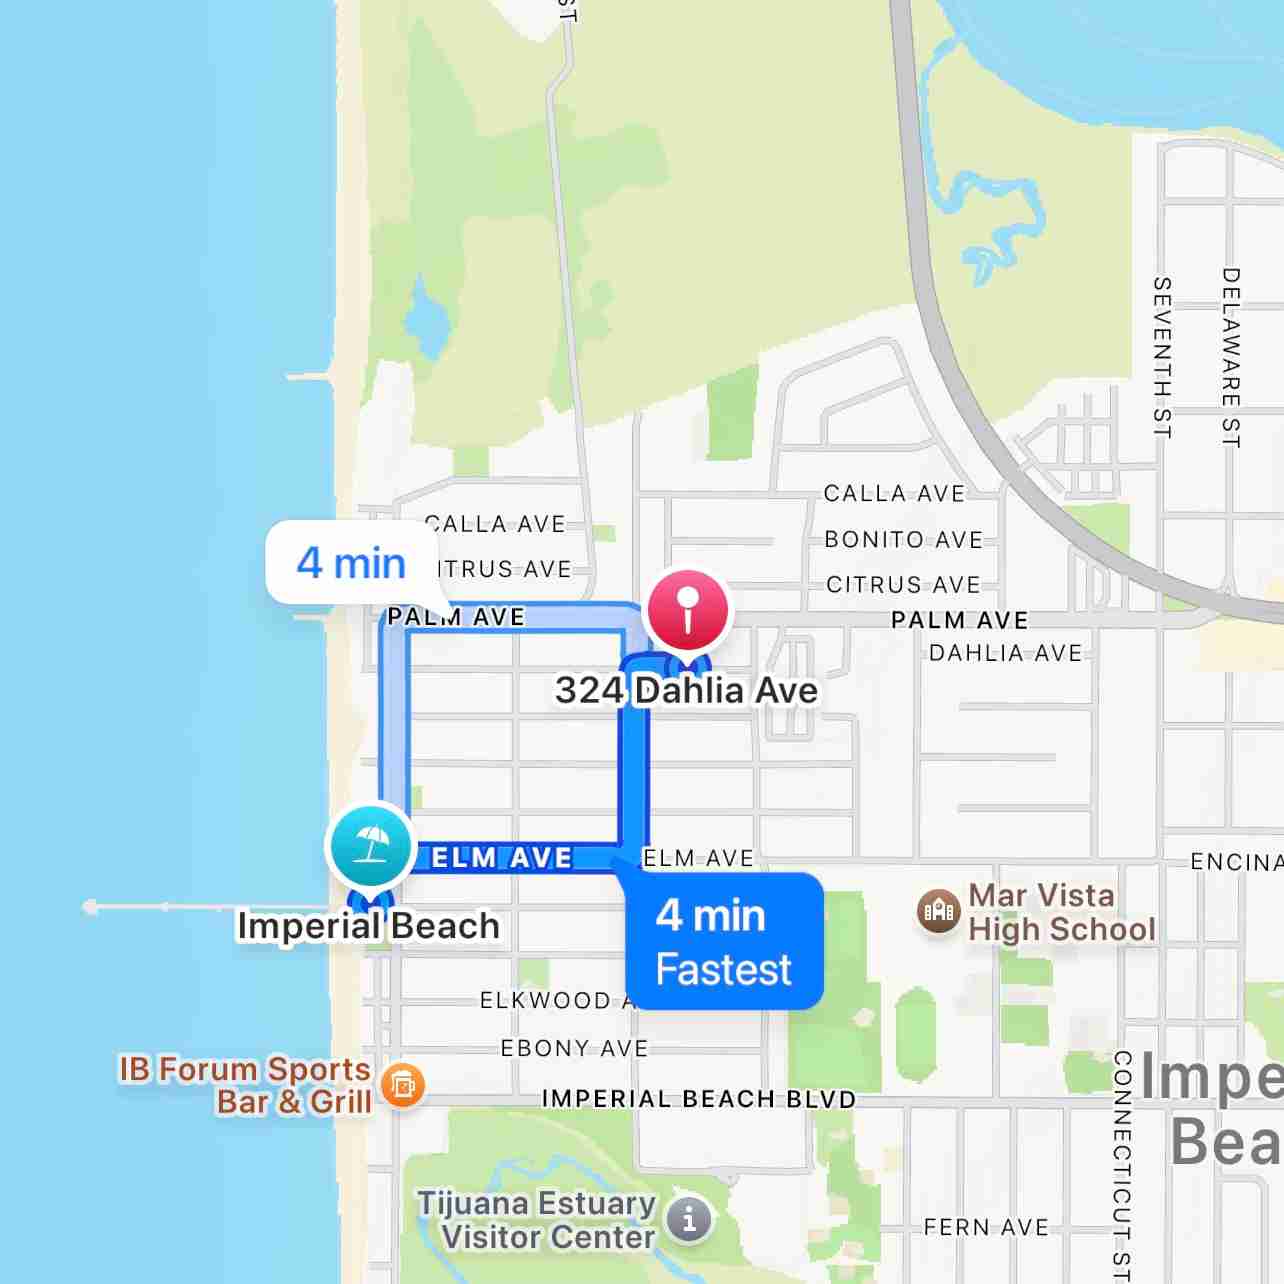 ST
DELAWARE ST
SEVENTH ST
CALLA AVE
CALLA AVE
BONITO AVE
4 min
ITRUS AVE
CITRUS AVE
PALM AVE
PALM AVE
DAHLIA AVE
324 Dahlia Ave
ELM AVE
ELM AVE
ENCINA
Mar Vista
High School
4 min
Fastest
Imperial Beach
ELKWOOD A
EBONY AVE
IB Forum Sports
Bar & Grill
IMPERIAL BEACH BLVD
Impe
Bea
CONNECTICUT ST
Tijuana Estuary
Visitor Center
FERN AVE